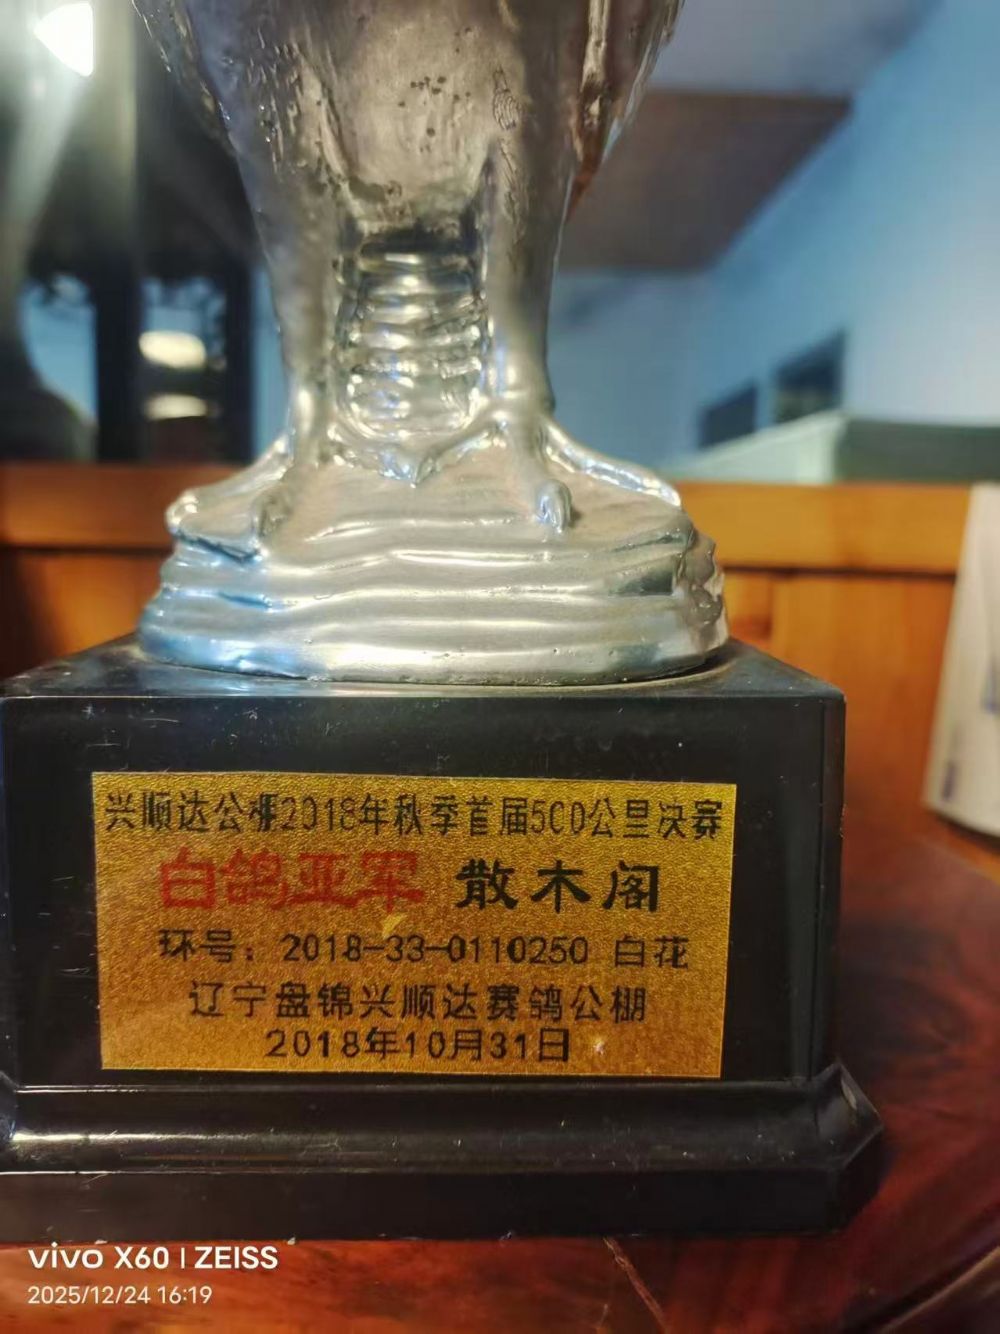 兴顺达公棚2018年秋季首届500公里决赛
白鸽亚军 散木阁
环号：2018-33-0110250 白花
辽宁盘锦兴顺达赛鸽公棚
2018年10月31日
vivo X60 | ZEISS
2025/12/24 16:19